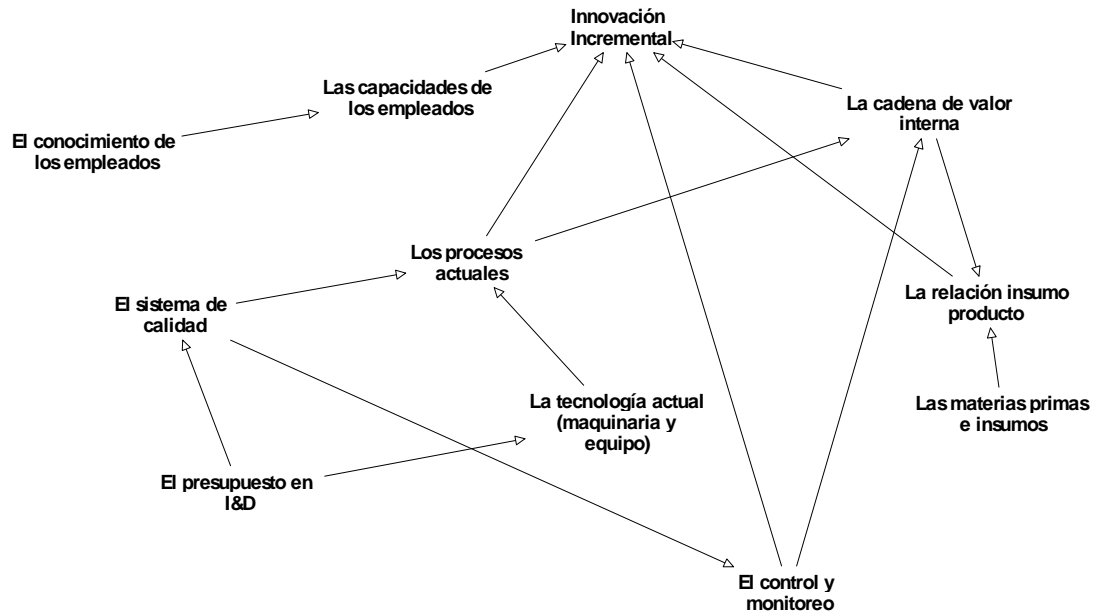 Innovación
Incremental
Las capacidades de
los empleados
La cadena de valor
interna
El conocimiento de
los empleados
Los procesos
actuales
El sistema de
calidad
La relación insumo
producto
La tecnología actual
(maquinaria y
equipo)
Las materias primas
e insumos
El presupuesto en
I&D
El control y
monitoreo